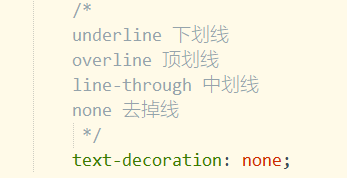 /*
underline 下划线
overline 顶划线
line-through 中划线
none 去掉线
*/
text-decoration: none;